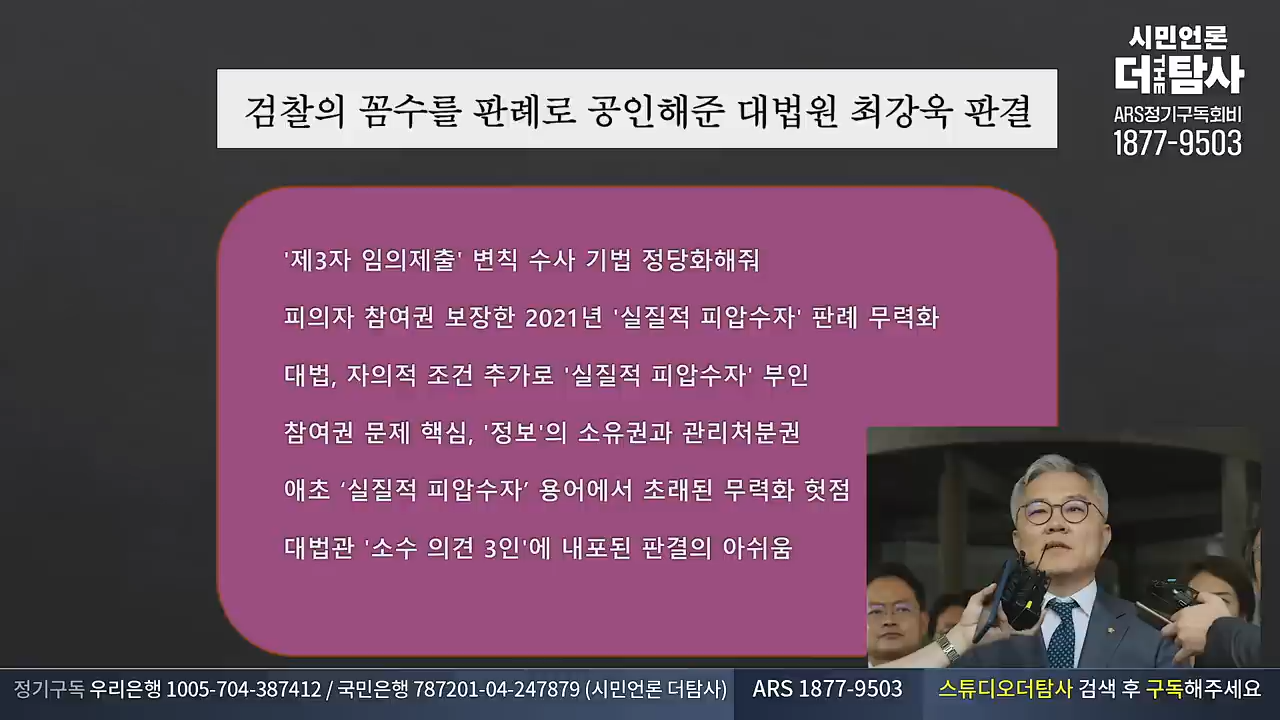 시민언론
더탐사
THE
ARS정기구독회비
1877-9503
검찰의 꼼수를 판례로 공인해준 대법원 최강욱 판결
'제3자 임의제출' 변칙 수사 기법 정당화해줘
피의자 참여권 보장한 2021년 '실질적 피압수자' 판례 무력화
대법, 자의적 조건 추가로 '실질적 피압수자' 부인
참여권 문제 핵심, '정보'의 소유권과 관리처분권
애초 ‘실질적 피압수자’ 용어에서 초래된 무력화 헛점
대법관 '소수 의견 3인'에 내포된 판결의 아쉬움
정기구독 우리은행 1005-704-387412 / 국민은행 787201-04-247879 (시민언론 더탐사) ARS 1877-9503 스튜디오더탐사 검색 후 구독해주세요